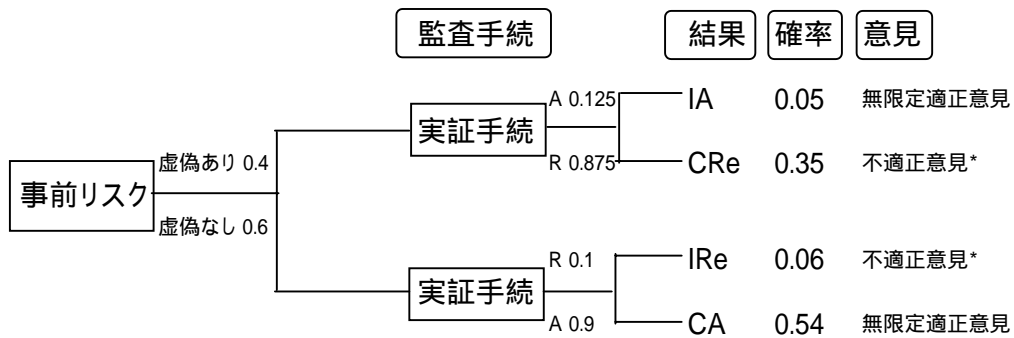 監査手続 結果 確率 意見
A 0.125 IA 0.05 無限定適正意見
実証手続
虚偽あり 0.4 R 0.875 CRe 0.35 不適正意見*
事前リスク
虚偽なし 0.6
R 0.1 IRe 0.06 不適正意見*
実証手続
A 0.9 CA 0.54 無限定適正意見